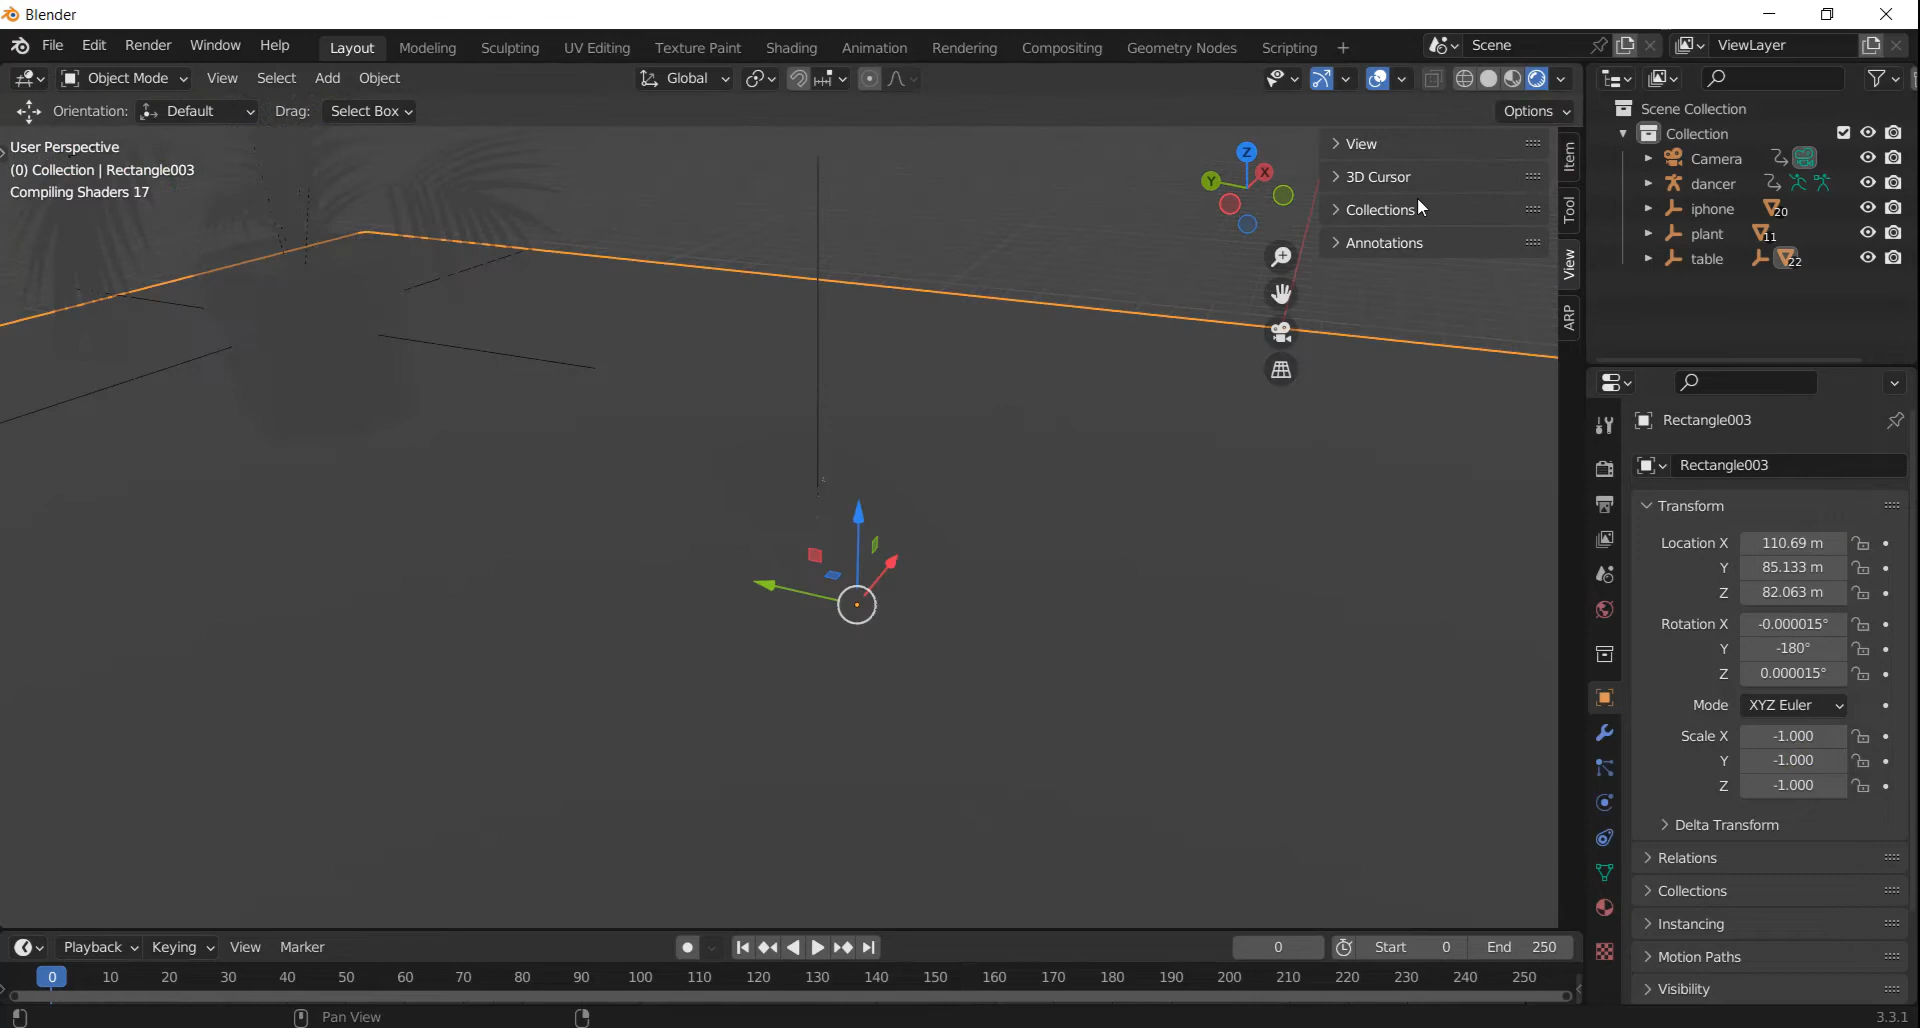 Blender
File Edit Render Window Help Layout Modeling Sculpting UV Editing Texture Paint Shading Animation Rendering Compositing Geometry Nodes Scripting + Scene ViewLayer
Object Mode View Select Add Object Global
Orientation: Default Drag: Select Box Options
User Perspective
(0) Collection | Rectangle003
Compiling Shaders 17
Z
X
Y
View
3D Cursor
Collections
Annotations
Item
Tool
View
ARP
Scene Collection
Collection
Camera
dancer
iphone 20
plant 11
table 22
Rectangle003
Rectangle003
Transform
Location X 110.69 m
Y 85.133 m
Z 82.063 m
Rotation X -0.000015°
Y -180°
Z 0.000015°
Mode XYZ Euler
Scale X -1.000
Y -1.000
Z -1.000
Delta Transform
Relations
Collections
Instancing
Motion Paths
Visibility
Playback Keying View Marker 0 Start 0 End 250
0 10 20 30 40 50 60 70 80 90 100 110 120 130 140 150 160 170 180 190 200 210 220 230 240 250
Pan View 3.3.1